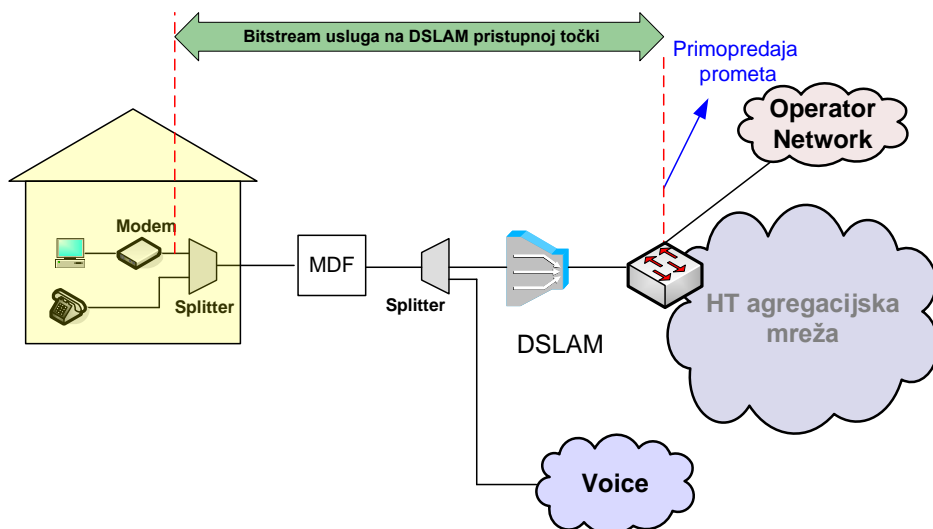 Bitstream usluga na DSLAM pristupnoj točki
Primopredaja
prometa
Operator
Network
Modem
Splitter
MDF
Splitter
DSLAM
HT agregacijska
mreža
Voice